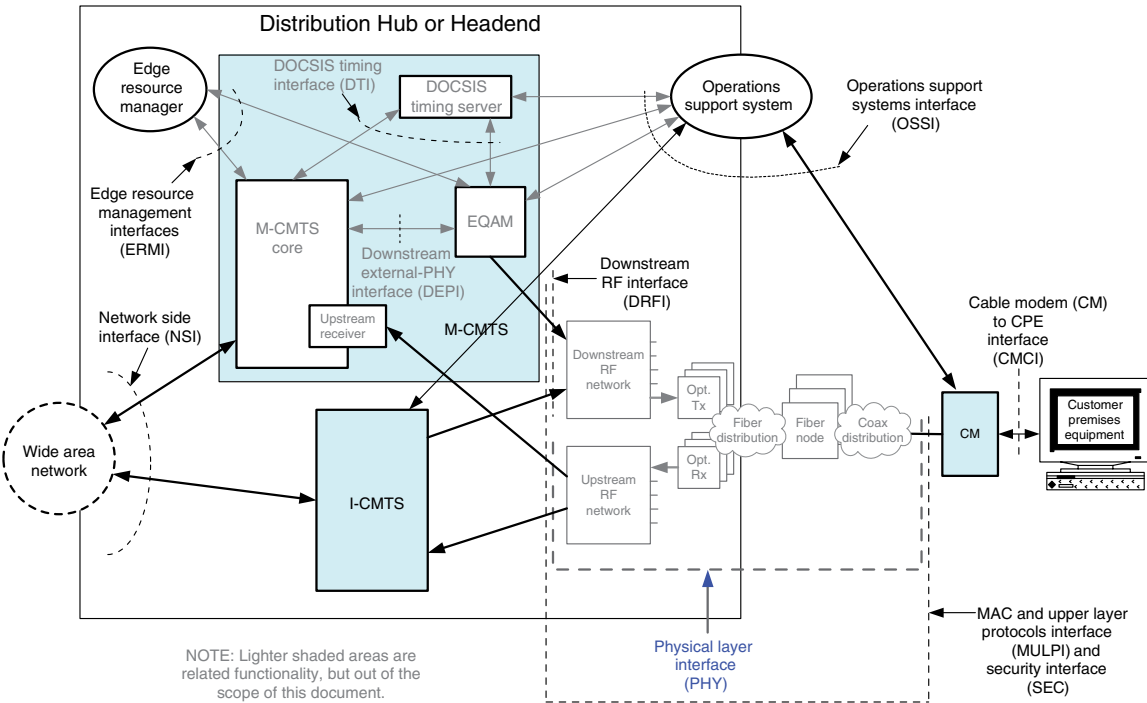 Distribution Hub or Headend
Edge
resource
manager
DOCSIS timing
interface (DTI)
DOCSIS
timing server
Operations
support system
Operations support
systems interface
(OSSI)
Edge resource
management
interfaces
(ERMI)
M-CMTS
core
EQAM
Downstream
external-PHY
interface (DEPI)
Upstream
receiver
M-CMTS
Downstream
RF interface
(DRFI)
Network side
interface (NSI)
Cable modem (CM)
to CPE
interface
(CMCI)
Downstream
RF
network
Opt.
Tx
Fiber
distribution
Fiber
node
Coax
distribution
CM
Customer
premises
equipment
Wide area
network
I-CMTS
Upstream
RF
network
Opt.
Rx
NOTE: Lighter shaded areas are
related functionality, but out of the
scope of this document.
Physical layer
interface
(PHY)
MAC and upper layer
protocols interface
(MULPI) and
security interface
(SEC)